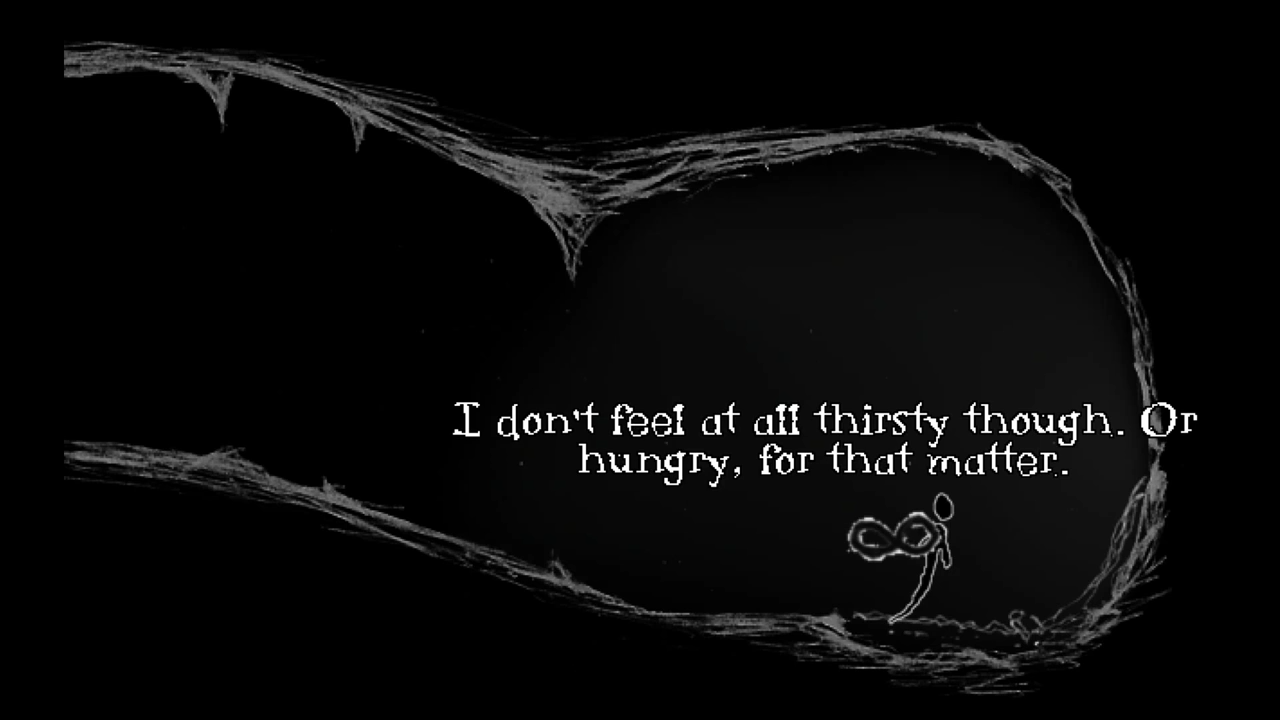 I don't feel at all thirsty though. Or
hungry, for that matter.